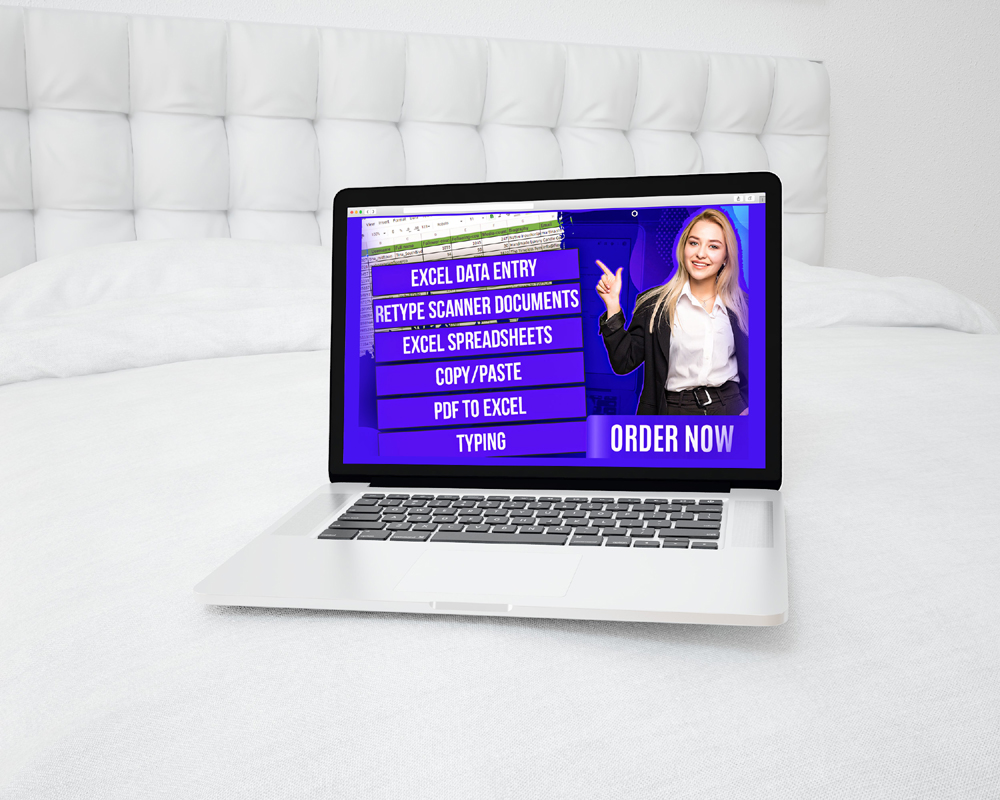 EXCEL DATA ENTRY
RETYPE SCANNER DOCUMENTS
EXCEL SPREADSHEETS
COPY/PASTE
PDF TO EXCEL
TYPING
ORDER NOW